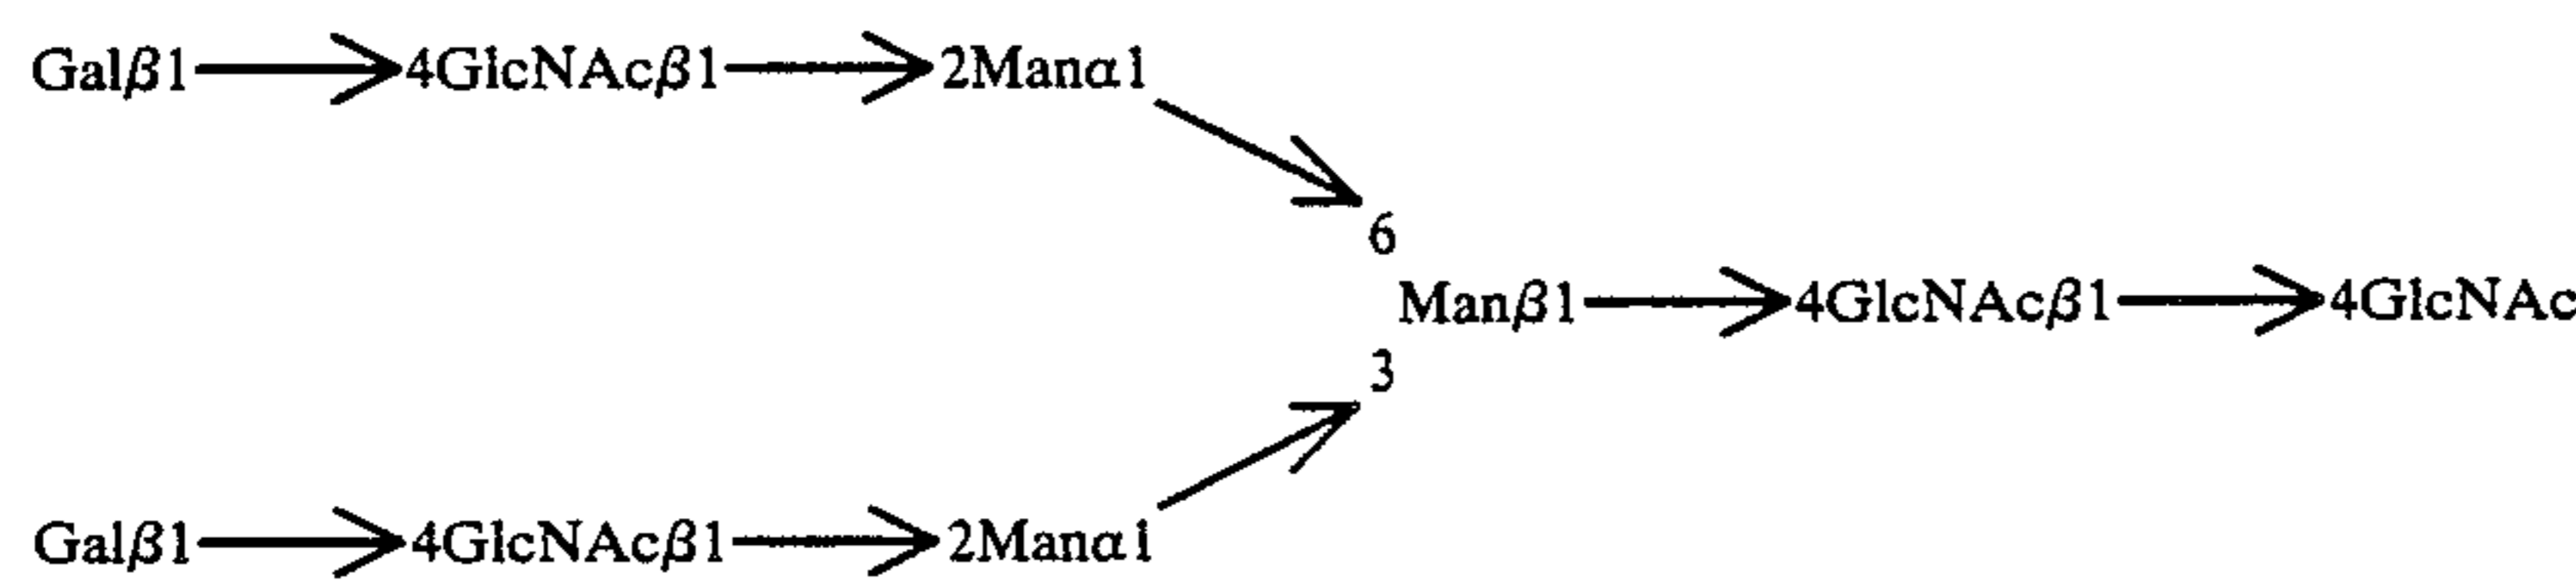 Galβ1 → 4GlcNAcβ1 → 2Manα1
6
Manβ1 → 4GlcNAcβ1 → 4GlcNAc
3
Galβ1 → 4GlcNAcβ1 → 2Manα1